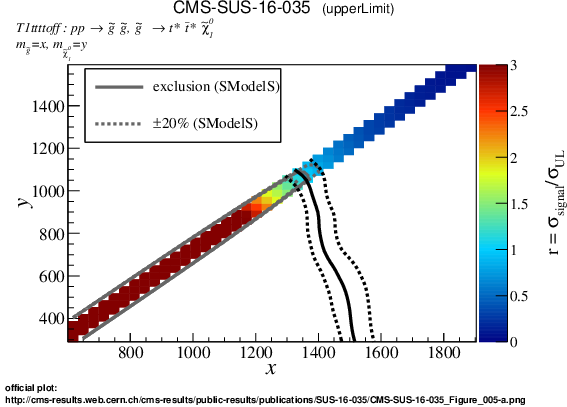 CMS-SUS-16-035 (upperLimit)
T1ttttoff : pp → g̃ g̃, g̃ → t* t̄* χ̃₁⁰
m_g̃=x, m_χ̃₁⁰=y
exclusion (SModelS)
±20% (SModelS)
1400
1200
1000
800
600
400
y
800
1000
1200
1400
1600
1800
x
3
2.5
2
1.5
1
0.5
0
r = σ_signal/σ_UL
official plot:
http://cms-results.web.cern.ch/cms-results/public-results/publications/SUS-16-035/CMS-SUS-16-035_Figure_005-a.png